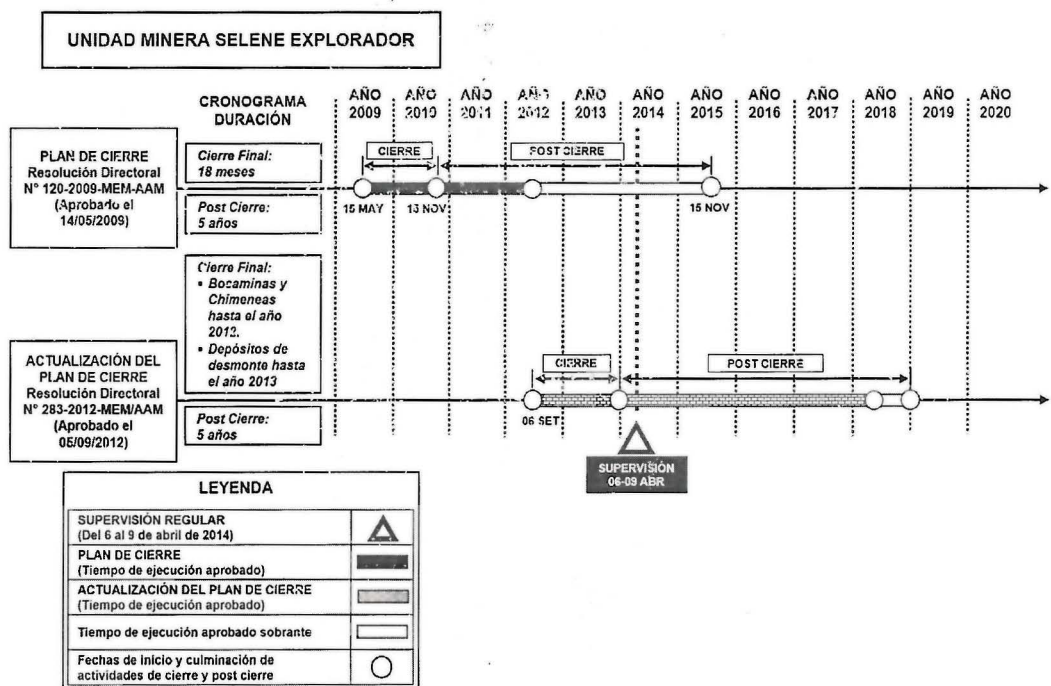 UNIDAD MINERA SELENE EXPLORADOR
CRONOGRAMA
DURACIÓN
AÑO
2009
AÑO
2010
AÑO
2011
AÑO
2012
AÑO
2013
AÑO
2014
AÑO
2015
AÑO
2016
AÑO
2017
AÑO
2018
AÑO
2019
AÑO
2020
PLAN DE CIERRE
Resolución Directoral
N° 120-2009-MEM-AAM
(Aprobado el
14/05/2009)
Cierre Final:
18 meses
Post Cierre:
5 años
CIERRE
POST CIERRE
15 MAY
15 NOV
15 NOV
ACTUALIZACIÓN DEL
PLAN DE CIERRE
Resolución Directoral
N° 283-2012-MEM/AAM
(Aprobado el
05/09/2012)
Cierre Final:
▪ Bocaminas y
Chimeneas
hasta el año
▪ Depósitos de
desmonte hasta
el año 2013
Post Cierre:
5 años
CIERRE
POST CIERRE
06 SET
SUPERVISIÓN
06-09 ABR
LEYENDA
SUPERVISIÓN REGULAR
(Del 6 al 9 de abril de 2014)
PLAN DE CIERRE
(Tiempo de ejecución aprobado)
ACTUALIZACIÓN DEL PLAN DE CIERRE
(Tiempo de ejecución aprobado)
Tiempo de ejecución aprobado sobrante
Fechas de inicio y culminación de
actividades de cierre y post cierre